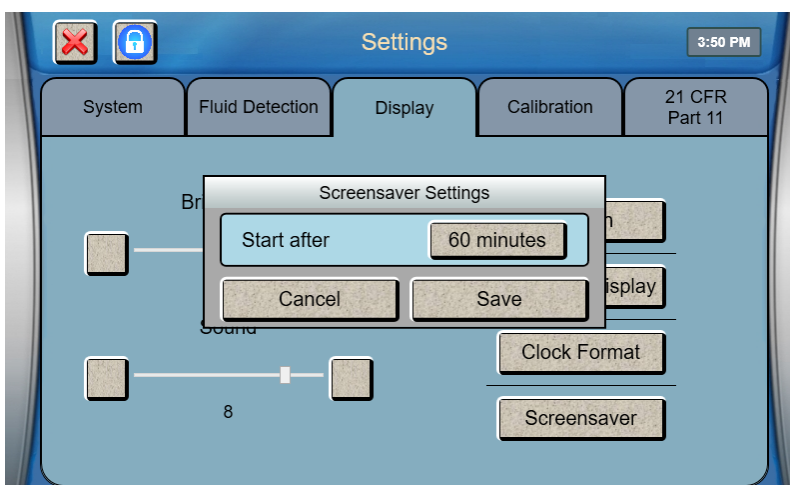 Settings
3:50 PM
System
Fluid Detection
Display
Calibration
21 CFR
Part 11
Screensaver Settings
Start after
60 minutes
Cancel
Save
Sound
8
Clock Format
Screensaver